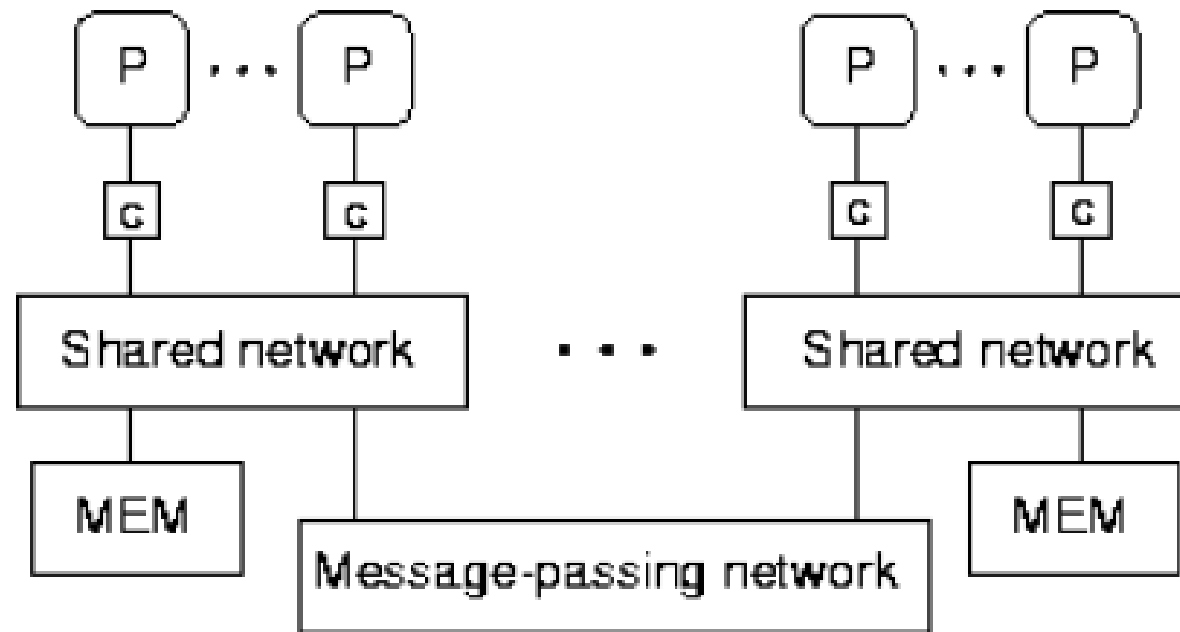 P ... P P ... P
c c c c
Shared network ... Shared network
MEM MEM
Message-passing network